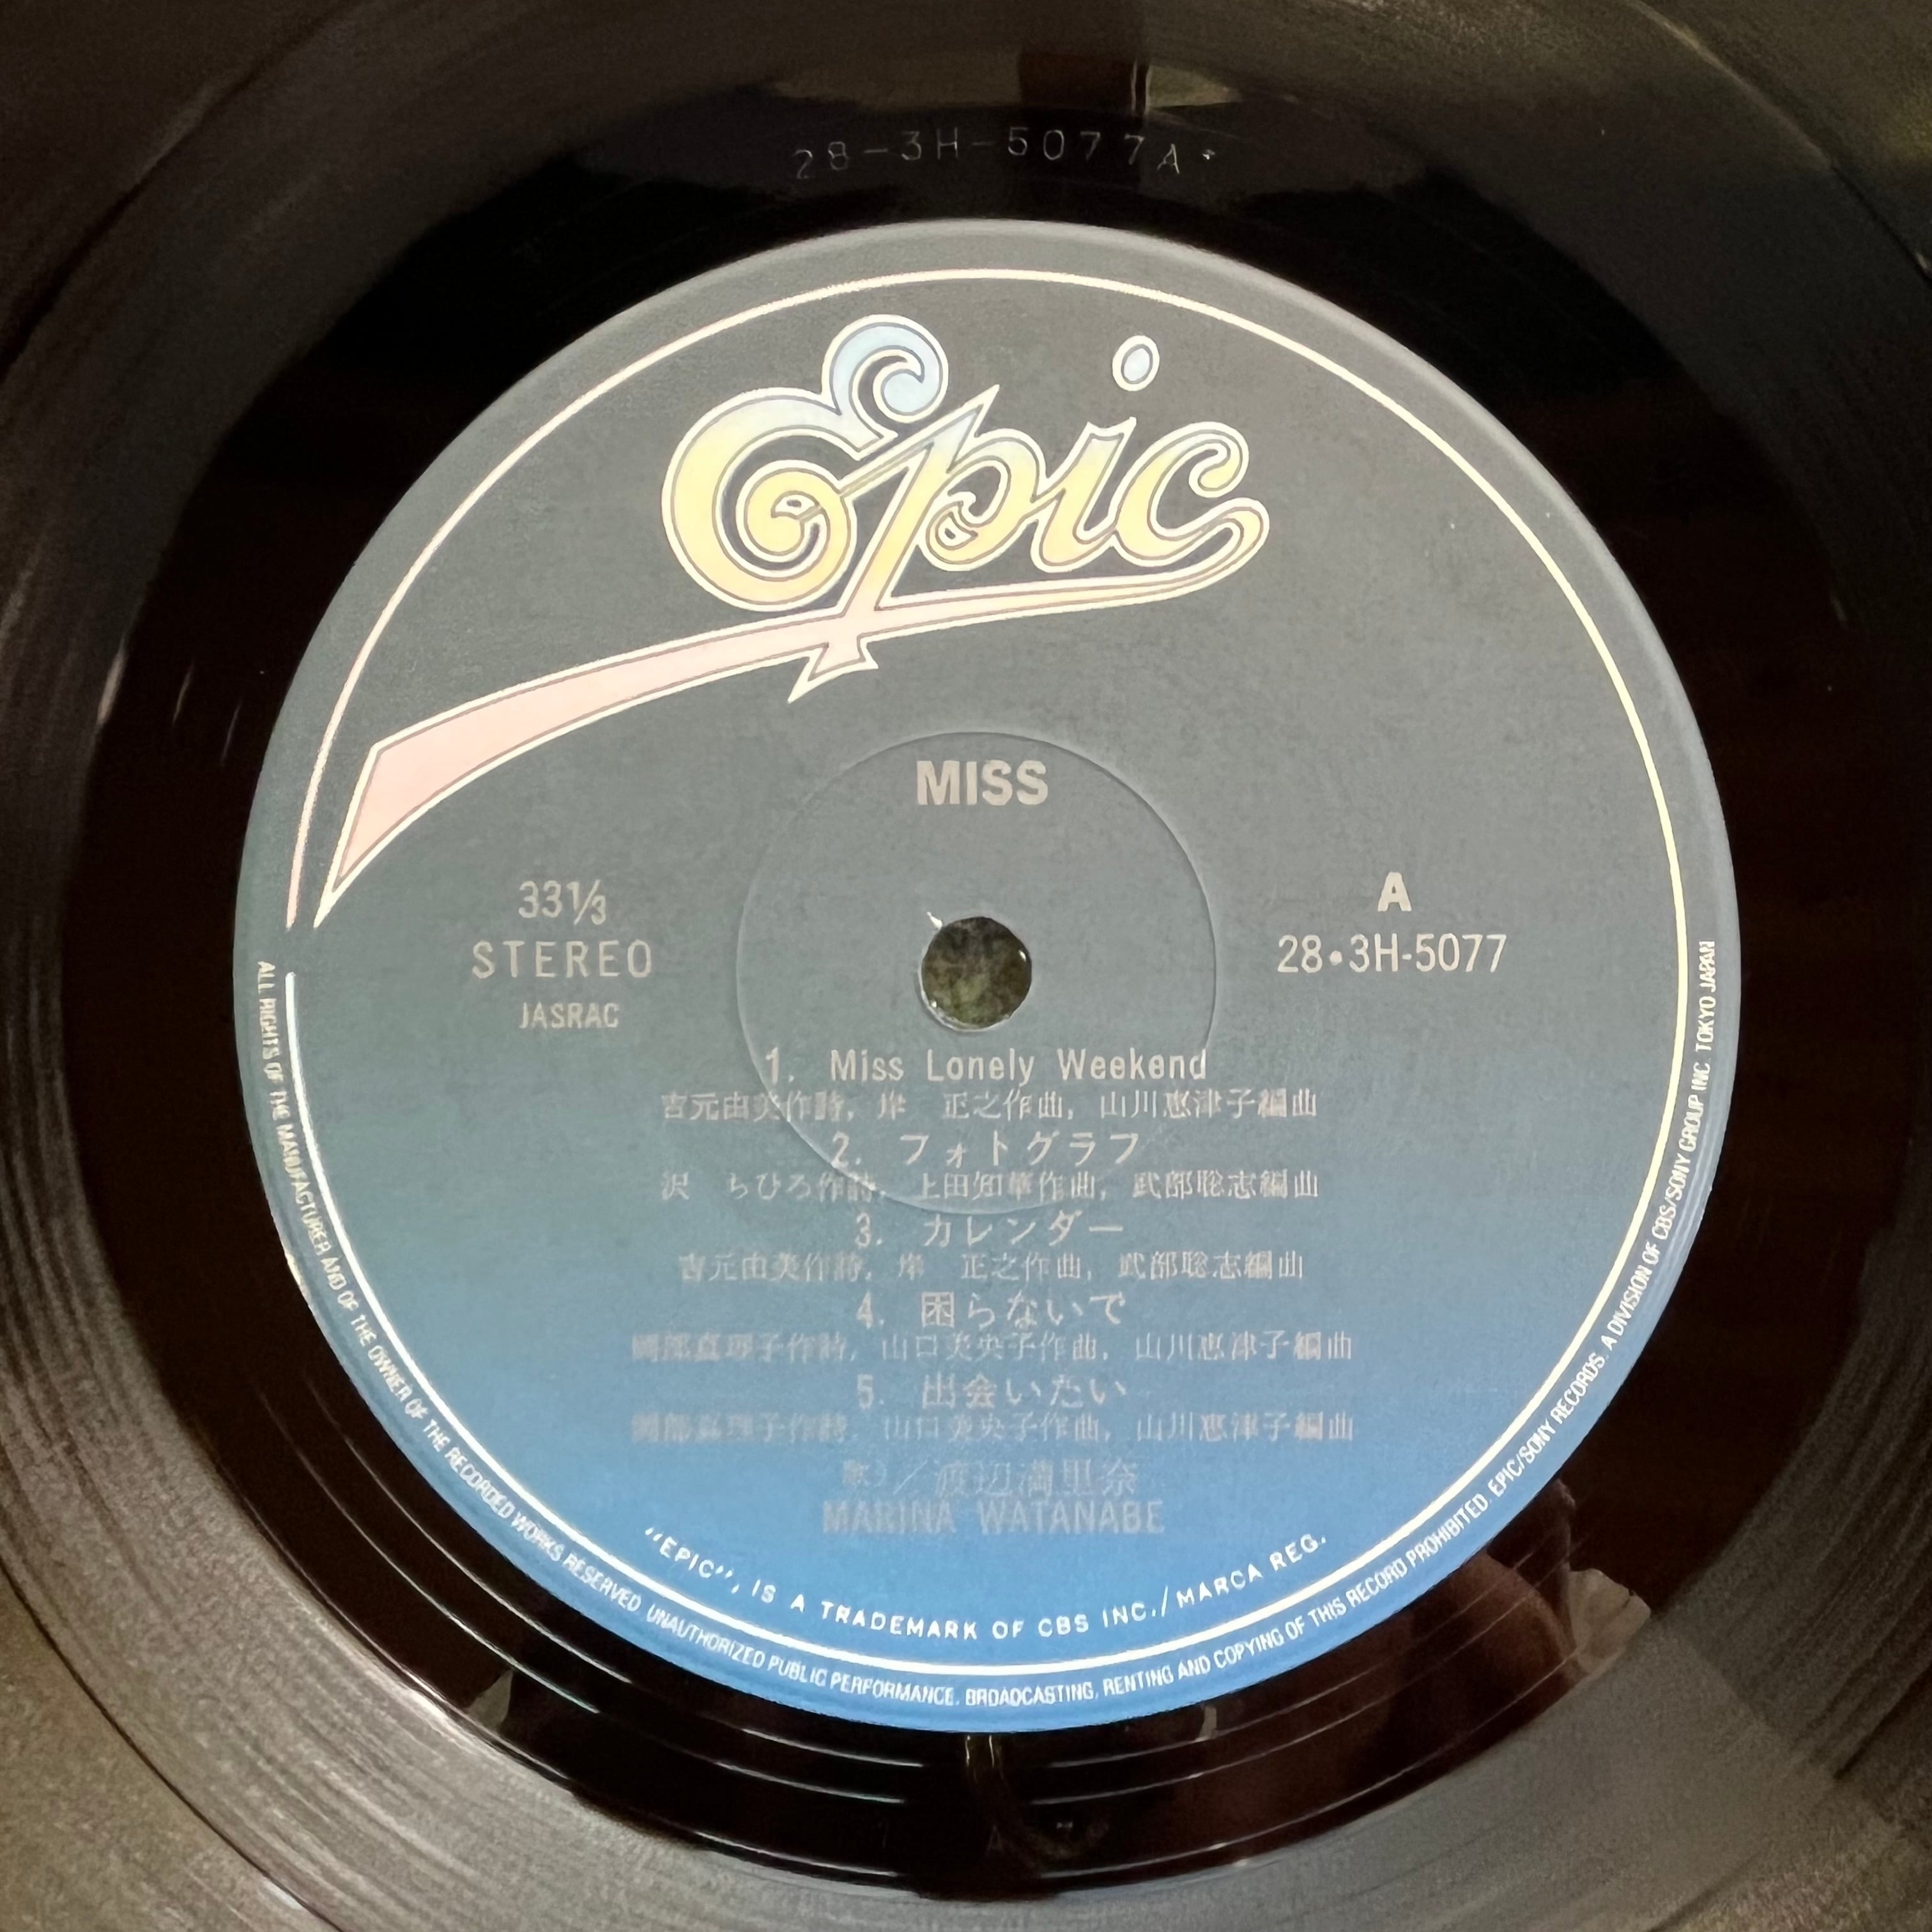 28-3H-5077A
Epic
MISS
33⅓
STEREO
JASRAC
A
28•3H-5077
1. Miss Lonely Weekend
吉元由美作詩, 岸 正之作曲, 山川恵津子編曲
2. フォトグラフ
沢 ちひろ作詩, 上田知華作曲, 武部聡志編曲
3. カレンダー
吉元由美作詩, 岸 正之作曲, 武部聡志編曲
4. 困らないで
岡部真理子作詩, 山口美央子作曲, 山川恵津子編曲
5. 出会いたい
岡部真理子作詩, 山口美央子作曲, 山川恵津子編曲
歌)／渡辺満里奈
MARINA WATANABE
"EPIC", IS A TRADEMARK OF CBS INC./MARCA REG.
ALL RIGHTS OF THE MANUFACTURER AND OF THE OWNER OF THE RECORDED WORKS RESERVED. UNAUTHORIZED PUBLIC PERFORMANCE, BROADCASTING, RENTING AND COPYING OF THIS RECORD PROHIBITED. EPIC/SONY RECORDS. A DIVISION OF CBS/SONY GROUP INC. TOKYO JAPAN